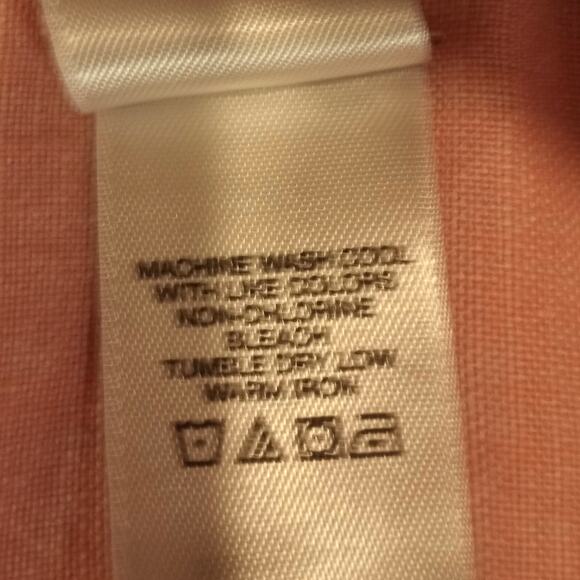 MACHINE WASH COOL
WITH LIKE COLORS
NON-CHLORINE
BLEACH
TUMBLE DRY LOW
WARM IRON